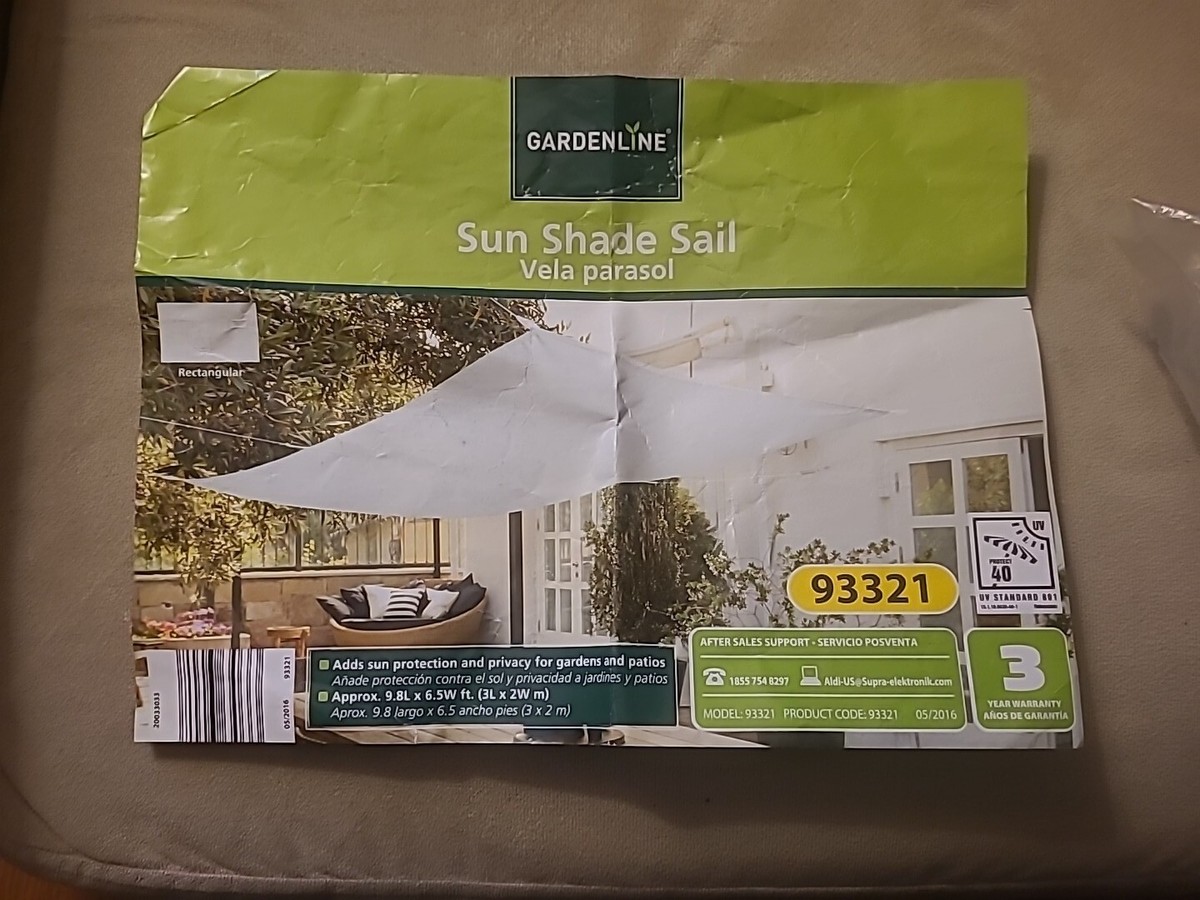 GARDENLINE®
Sun Shade Sail
Vela parasol
Rectangular
UV
40
UV STANDARD 801
93321
Adds sun protection and privacy for gardens and patios
Añade protección contra el sol y privacidad a jardines y patios
Approx. 9.8L x 6.5W ft. (3L x 2W m)
Aprox. 9.8 largo x 6.5 ancho pies (3 x 2 m)
AFTER SALES SUPPORT - SERVICIO POSVENTA
1855 754 8297 Aldi-US@Supra-elektronik.com
MODEL: 93321 PRODUCT CODE: 93321 05/2016
3
YEAR WARRANTY
AÑOS DE GARANTÍA
20033033
05/2016 93321